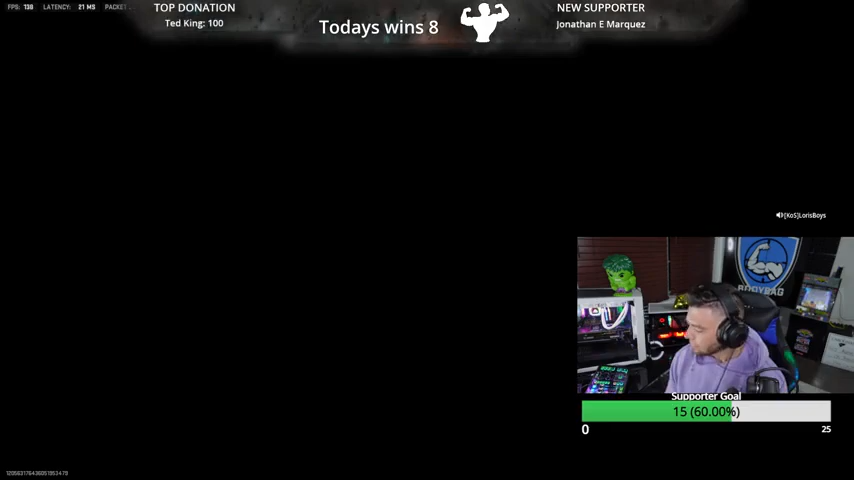 FPS: 138 LATENCY: 21 MS PACKET
TOP DONATION
Ted King: 100
Todays wins 8
NEW SUPPORTER
Jonathan E Marquez
[KoS]LorisBoys
BODYBAG
Supporter Goal
15 (60.00%)
0
25